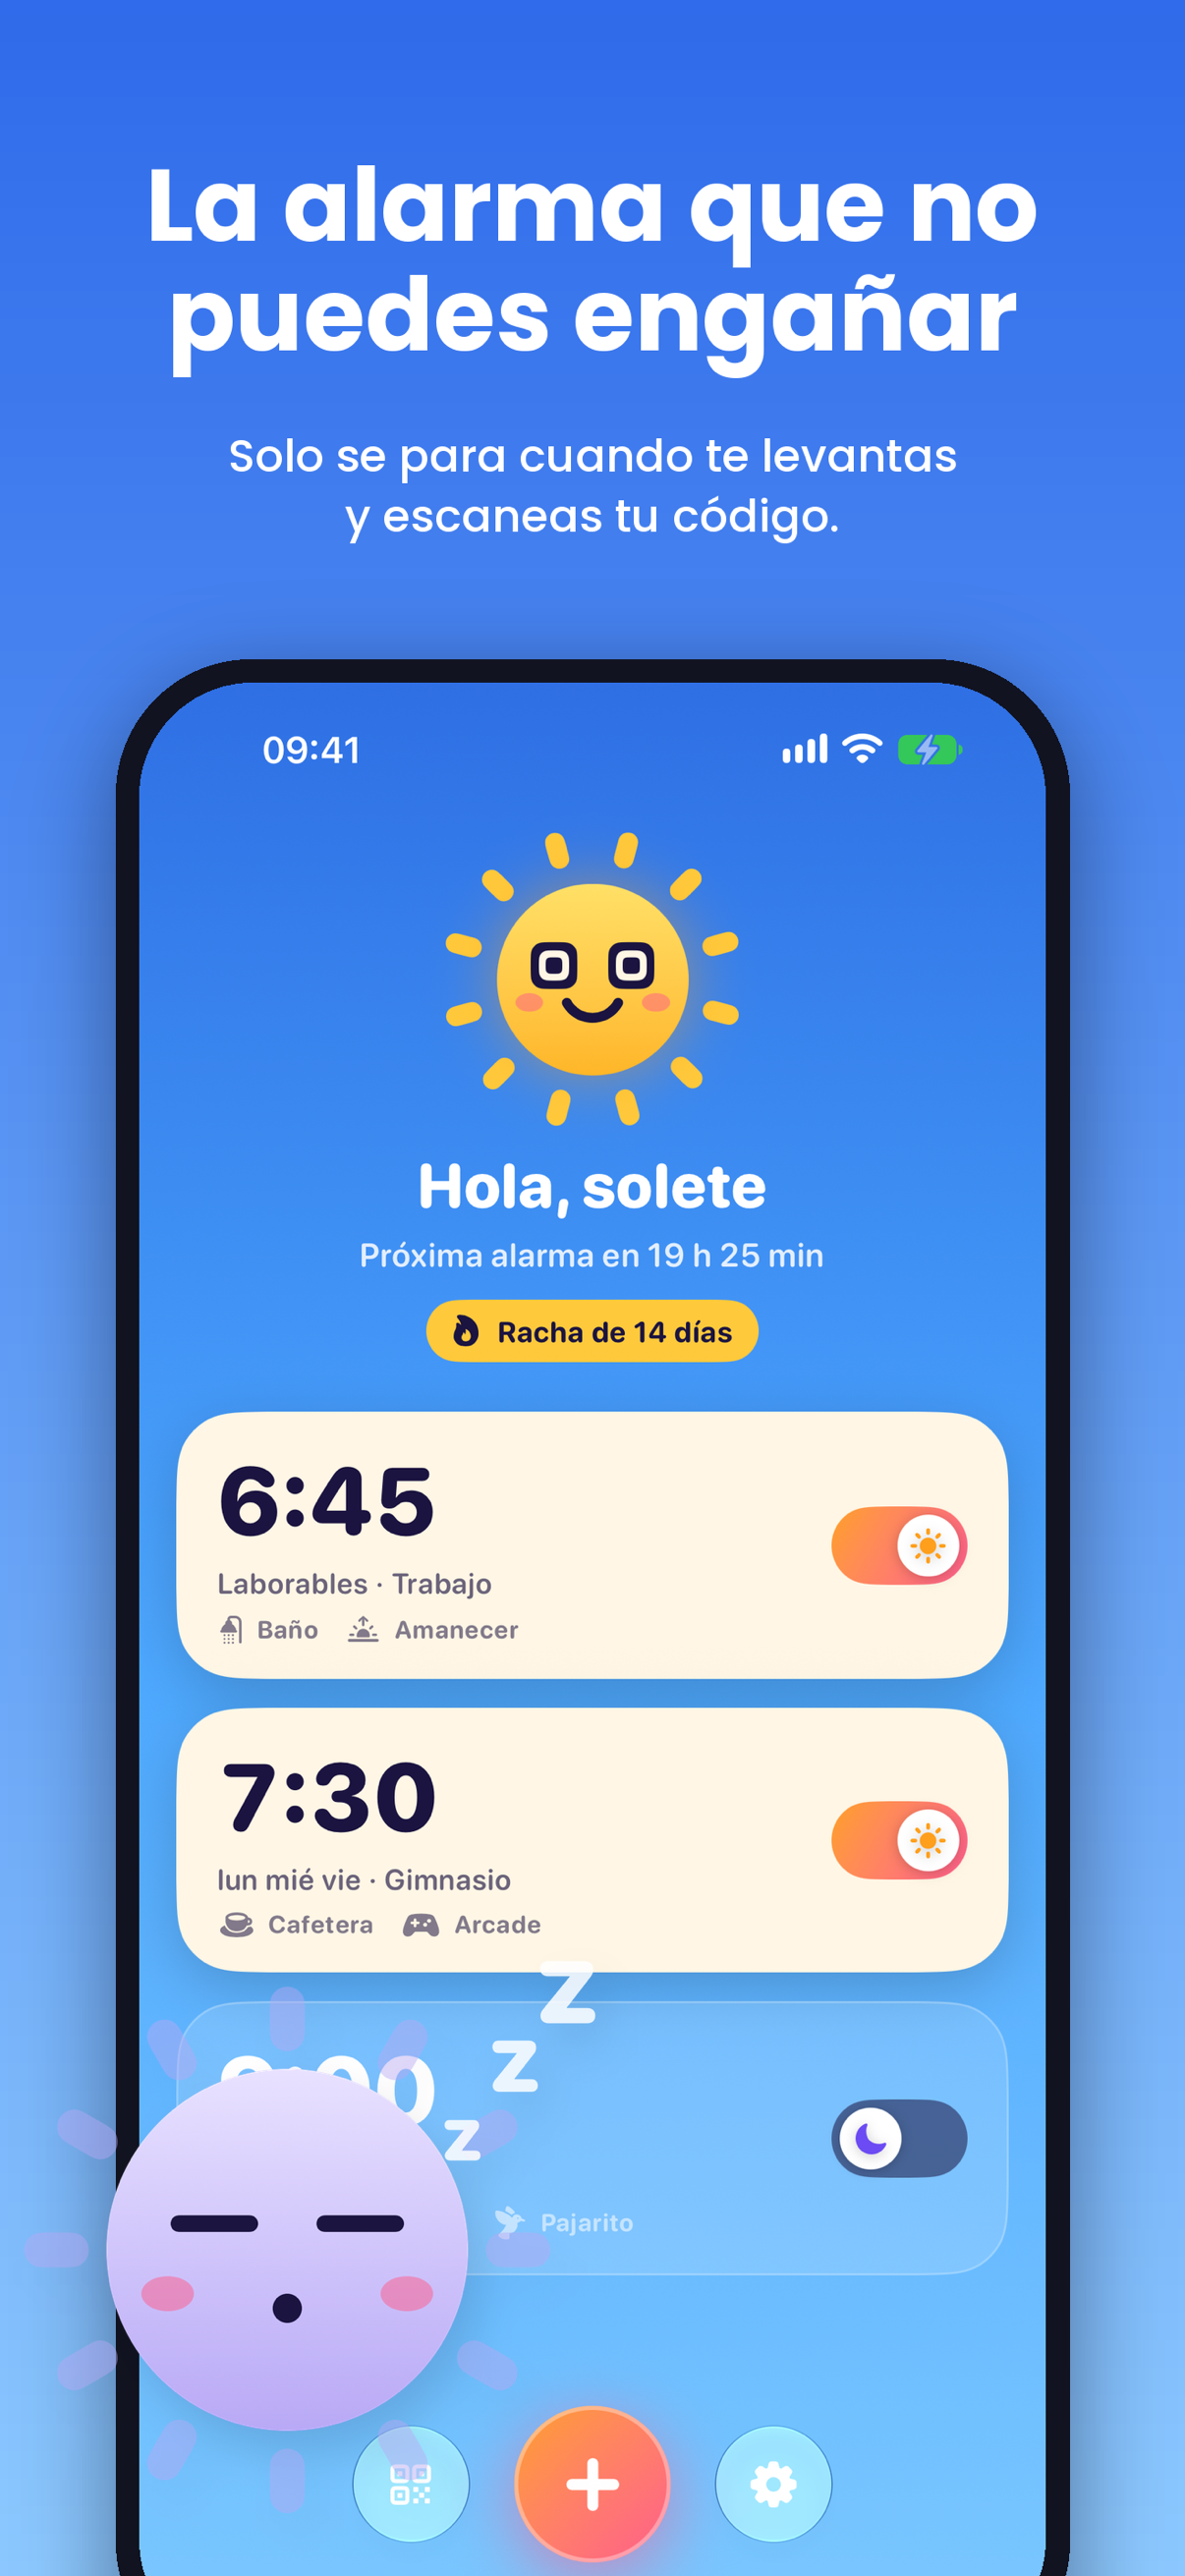 La alarma que no
puedes engañar
Solo se para cuando te levantas
y escaneas tu código.
09:41
Hola, solete
Próxima alarma en 19 h 25 min
Racha de 14 días
6:45
Laborables · Trabajo
Baño Amanecer
7:30
lun mié vie · Gimnasio
Cafetera Arcade
z
z
z
Pajarito